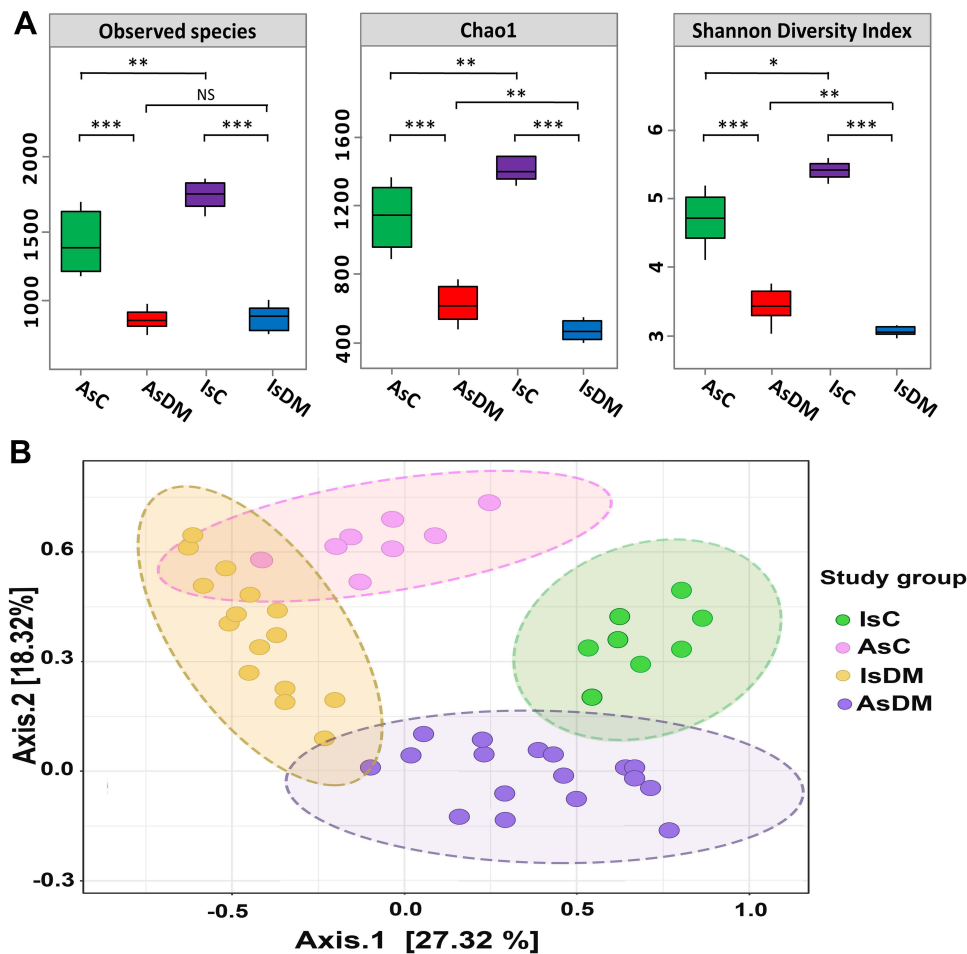 A
Observed species
Chao1
Shannon Diversity Index
**
NS
***
***
2000
1500
1000
AsC
AsDM
IsC
IsDM
**
**
***
***
1600
1200
800
400
AsC
AsDM
IsC
IsDM
*
**
***
***
6
5
4
3
AsC
AsDM
IsC
IsDM
B
Axis.2 [18.32%]
0.6
0.3
0.0
-0.3
-0.5
0.0
0.5
1.0
Axis.1 [27.32 %]
Study group
IsC
AsC
IsDM
AsDM